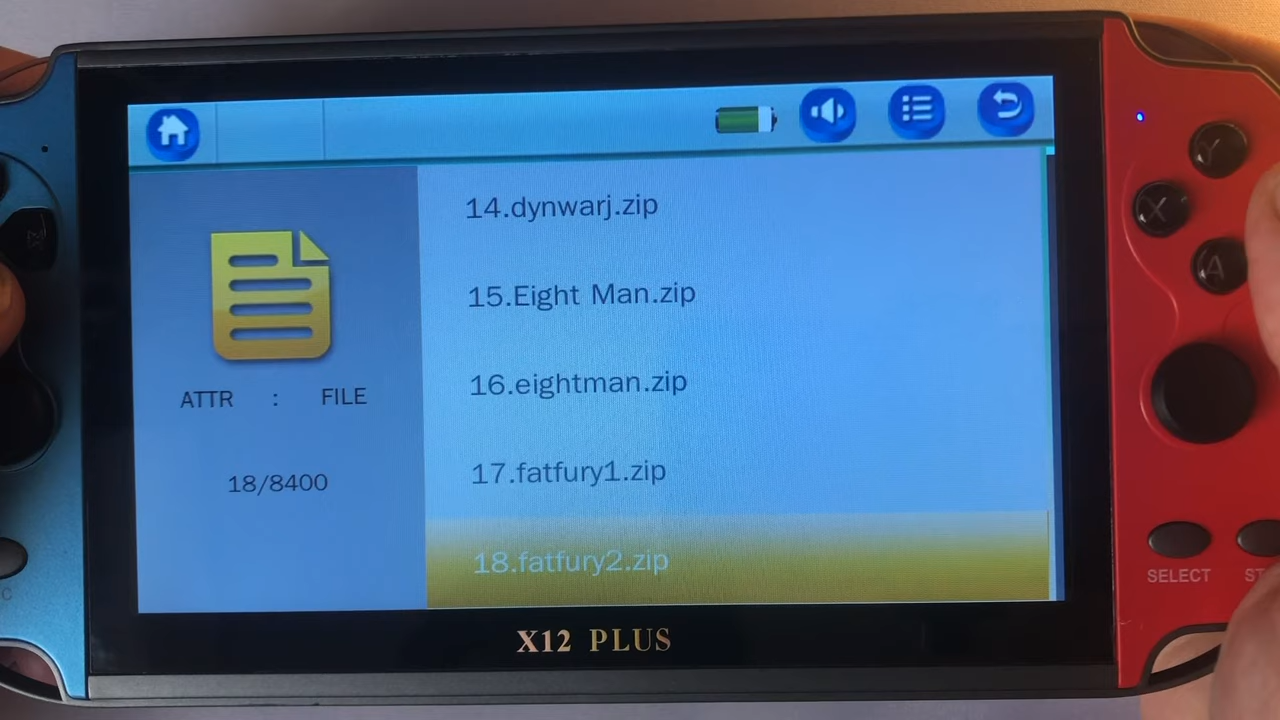 14.dynwarj.zip
15.Eight Man.zip
16.eightman.zip
17.fatfury1.zip
18.fatfury2.zip
ATTR : FILE
18/8400
X12 PLUS
Y
X
A
SELECT
ST
C